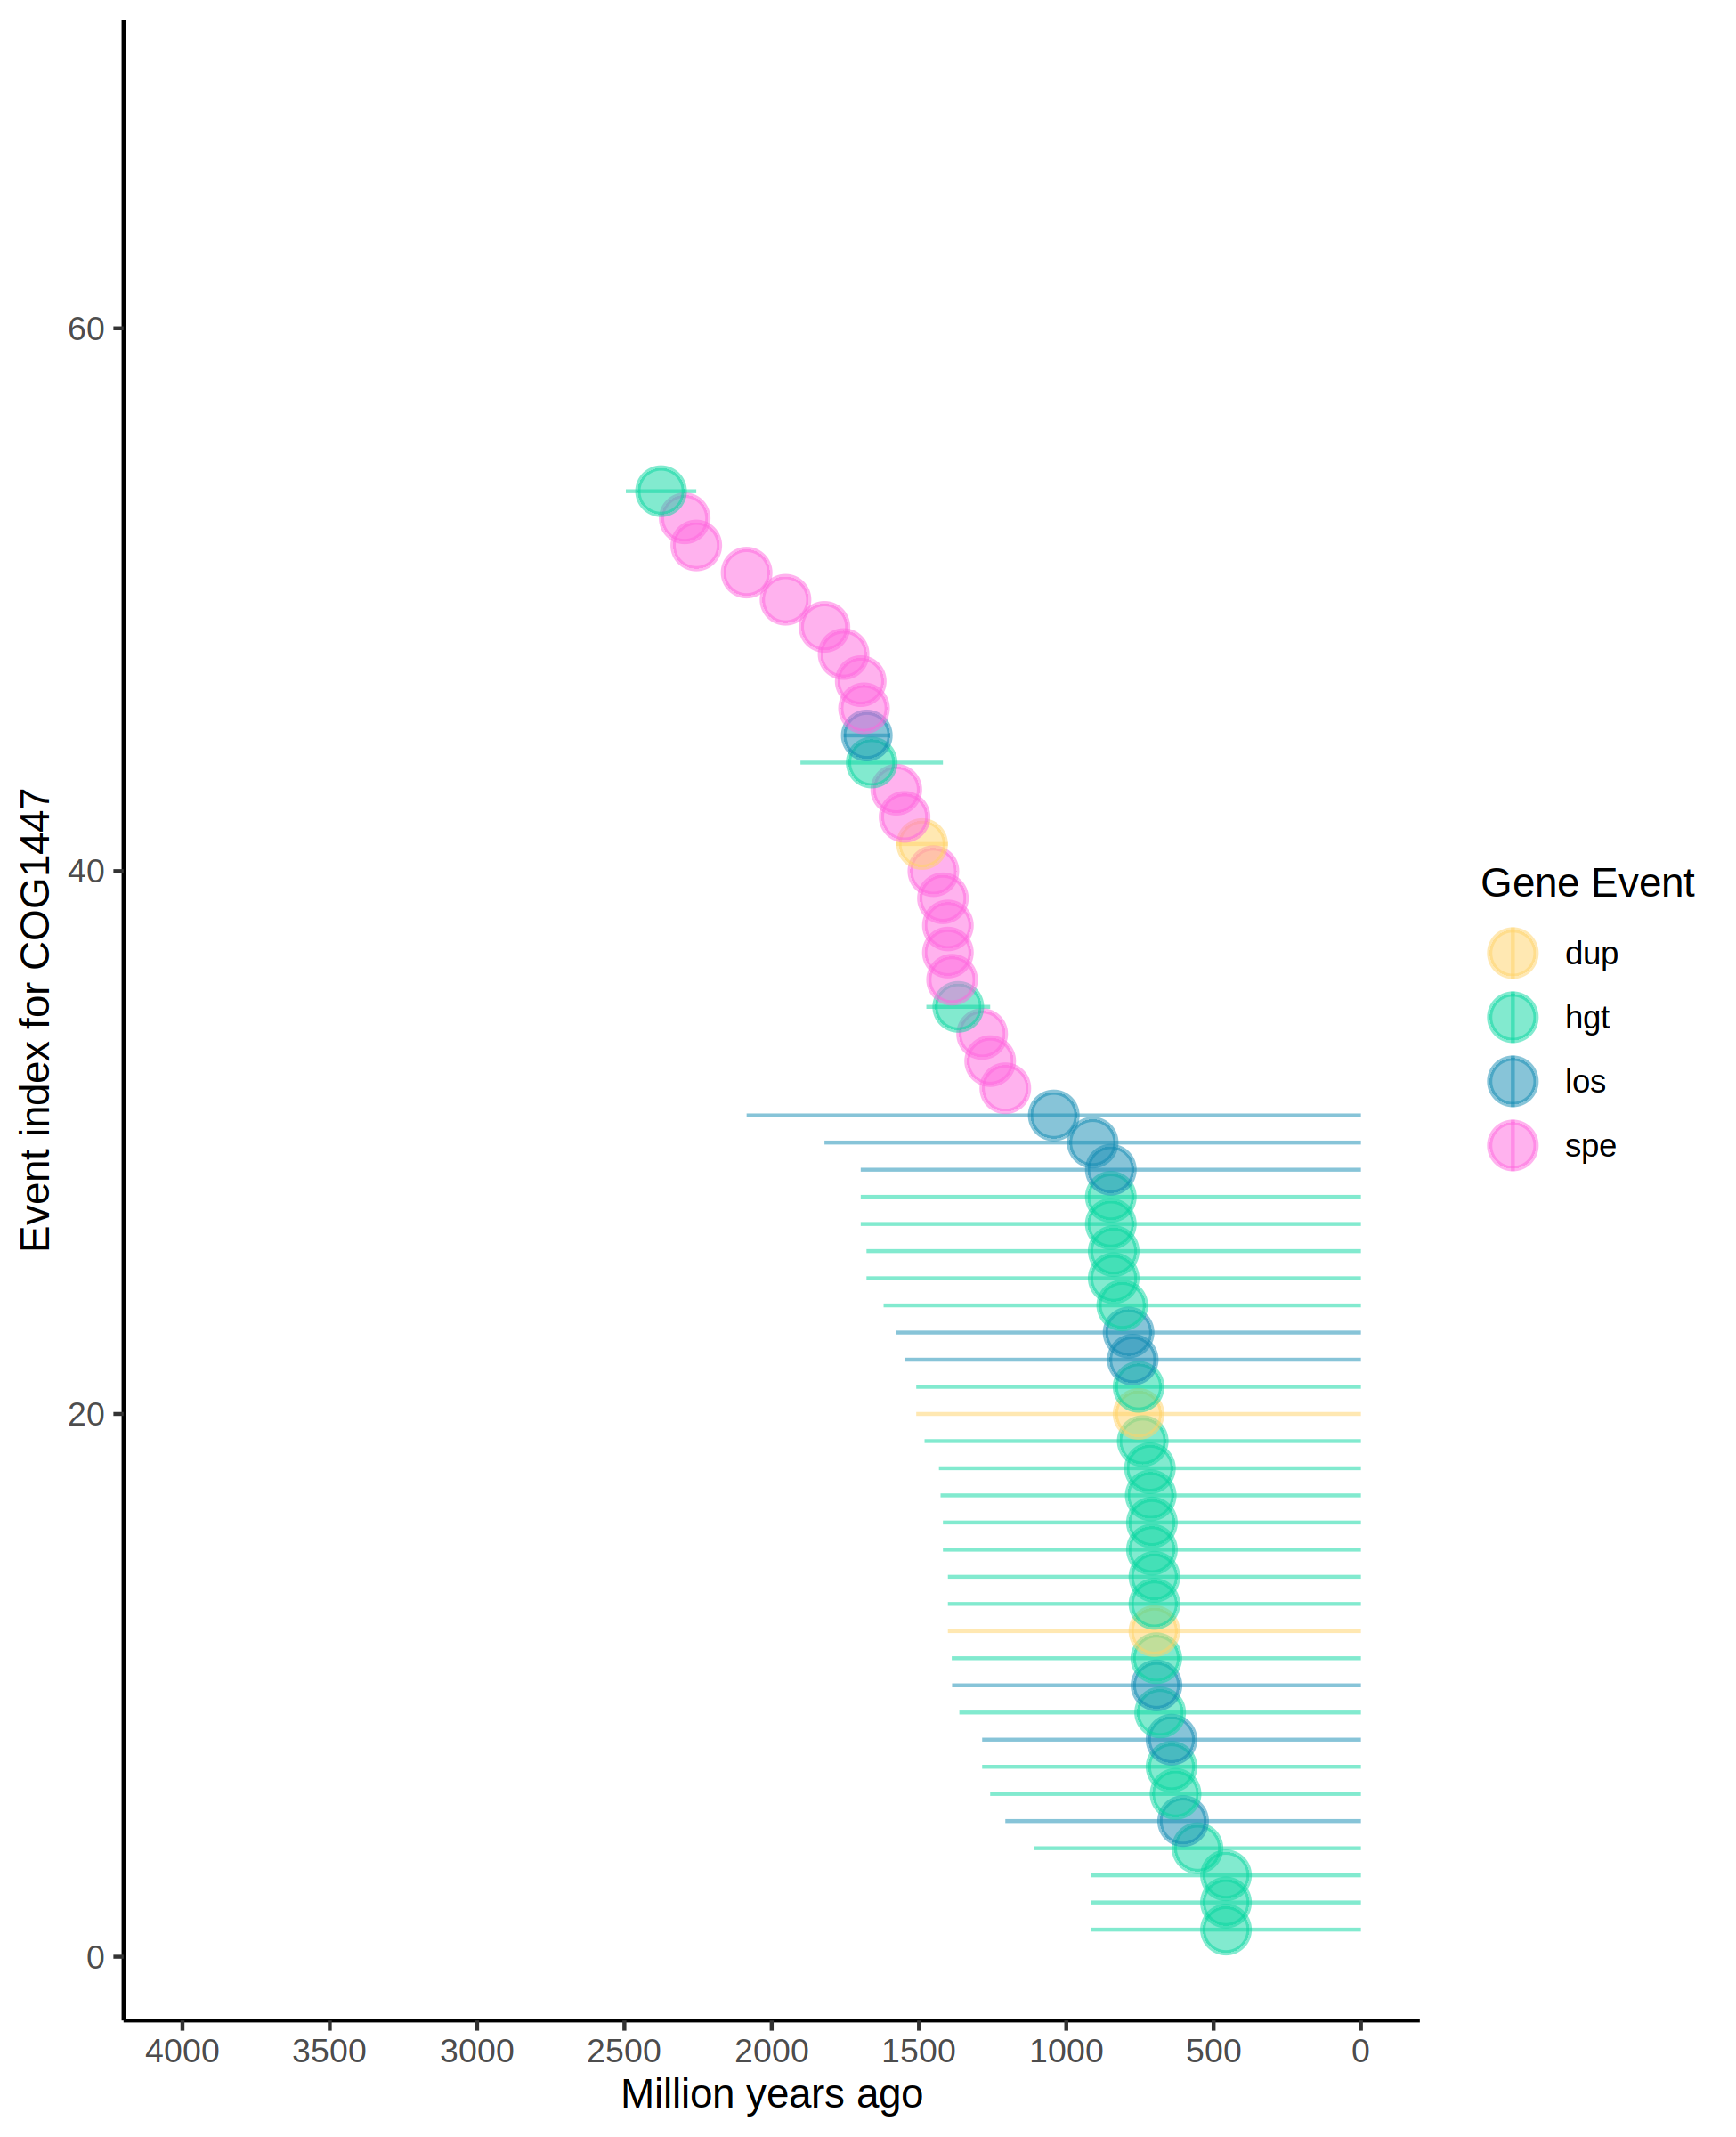 Event index for COG1447
60
40
20
0
4000 3500 3000 2500 2000 1500 1000 500 0
Million years ago
Gene Event
dup
hgt
los
spe